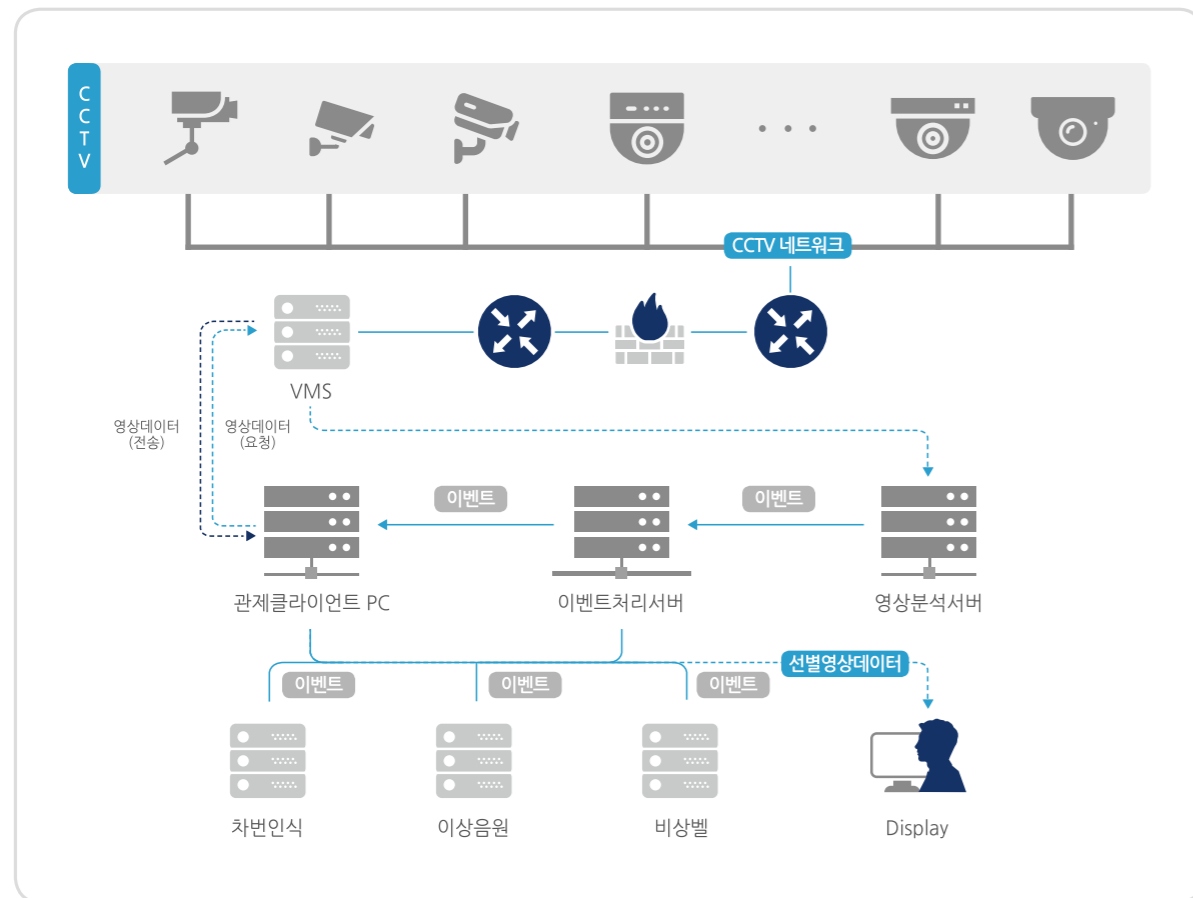 CCTV
CCTV 네트워크
VMS
영상데이터
(전송)
영상데이터
(요청)
이벤트
이벤트
관제클라이언트 PC
이벤트처리서버
영상분석서버
선별영상데이터
이벤트
이벤트
이벤트
차번인식
이상음원
비상벨
Display